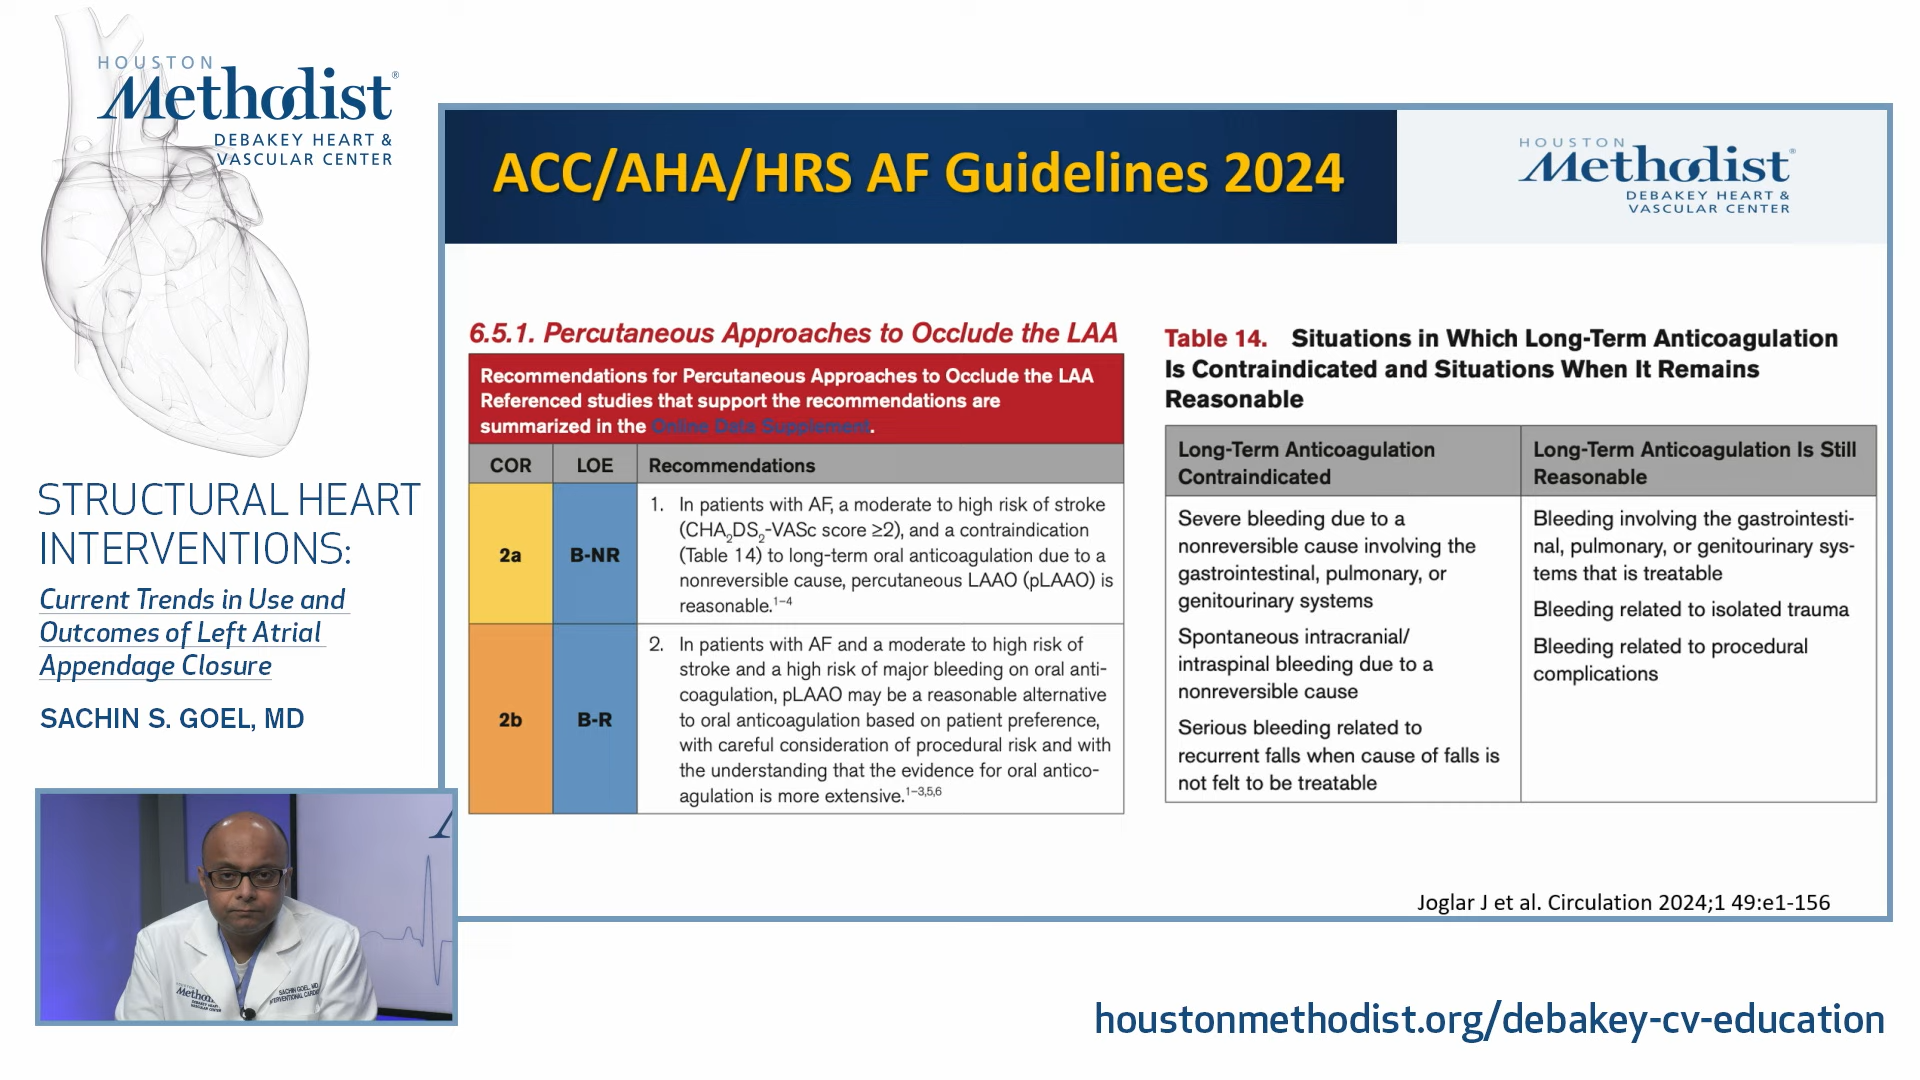 HOUSTON
Methodist®
DEBAKEY HEART &
VASCULAR CENTER
STRUCTURAL HEART
INTERVENTIONS:
Current Trends in Use and
Outcomes of Left Atrial
Appendage Closure
SACHIN S. GOEL, MD
ACC/AHA/HRS AF Guidelines 2024
HOUSTON
Methodist®
DEBAKEY HEART &
VASCULAR CENTER
6.5.1. Percutaneous Approaches to Occlude the LAA
Recommendations for Percutaneous Approaches to Occlude the LAA
Referenced studies that support the recommendations are
summarized in the Online Data Supplement.
COR LOE Recommendations
2a B-NR
1. In patients with AF, a moderate to high risk of stroke
(CHA₂DS₂-VASc score ≥2), and a contraindication
(Table 14) to long-term oral anticoagulation due to a
nonreversible cause, percutaneous LAAO (pLAAO) is
reasonable.¹⁻⁴
2b B-R
2. In patients with AF and a moderate to high risk of
stroke and a high risk of major bleeding on oral anti-
coagulation, pLAAO may be a reasonable alternative
to oral anticoagulation based on patient preference,
with careful consideration of procedural risk and with
the understanding that the evidence for oral antico-
agulation is more extensive.¹⁻³,⁵,⁶
Table 14. Situations in Which Long-Term Anticoagulation
Is Contraindicated and Situations When It Remains
Reasonable
Long-Term Anticoagulation
Contraindicated
Long-Term Anticoagulation Is Still
Reasonable
Severe bleeding due to a
nonreversible cause involving the
gastrointestinal, pulmonary, or
genitourinary systems
Spontaneous intracranial/
intraspinal bleeding due to a
nonreversible cause
Serious bleeding related to
recurrent falls when cause of falls is
not felt to be treatable
Bleeding involving the gastrointesti-
nal, pulmonary, or genitourinary sys-
tems that is treatable
Bleeding related to isolated trauma
Bleeding related to procedural
complications
Joglar J et al. Circulation 2024;1 49:e1-156
SACHIN GOEL, MD
houstonmethodist.org/debakey-cv-education